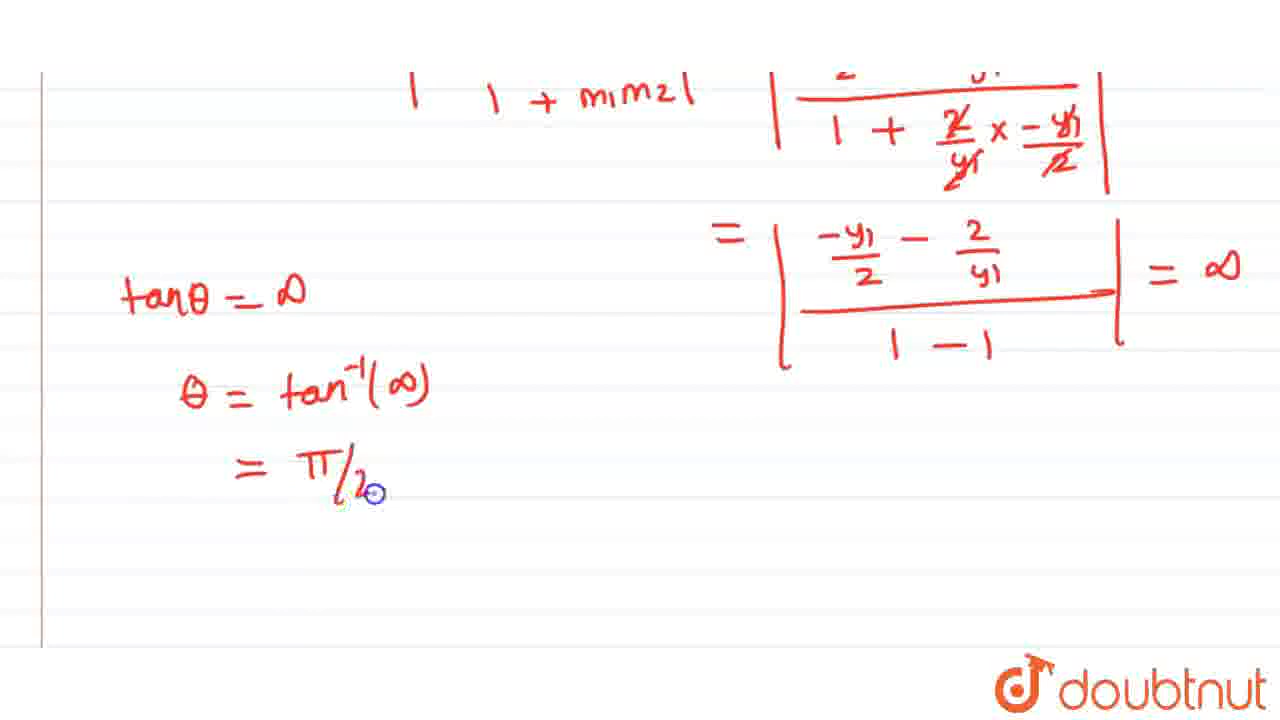 | 1 + m1m2 | | 1 + 2/y1 × -y1/2 |
= | (-y1/2 - 2/y1) / (1 - 1) | = ∞
tanθ = ∞
θ = tan⁻¹(∞)
= π/2
doubtnut